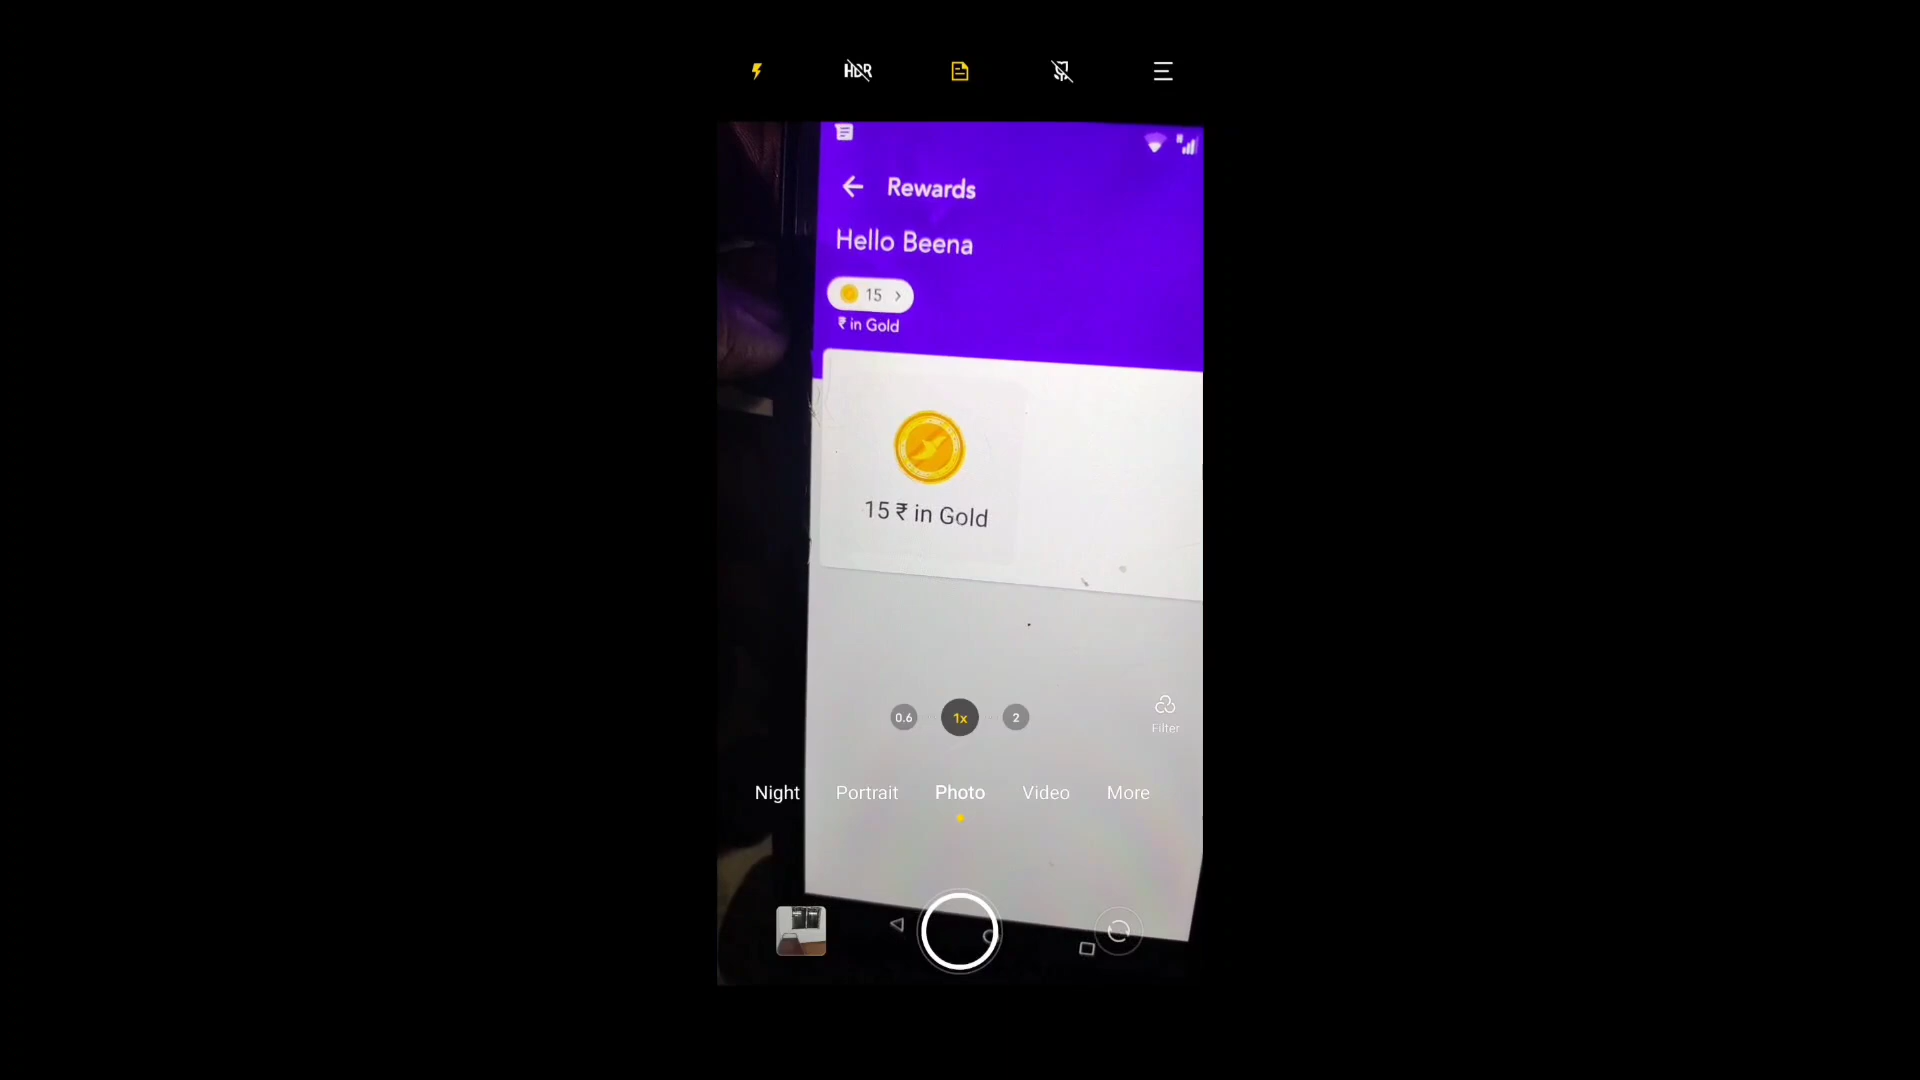 HDR
Rewards
Hello Beena
15 >
₹ in Gold
15 ₹ in Gold
0.6
1x
2
Filter
Night
Portrait
Photo
Video
More